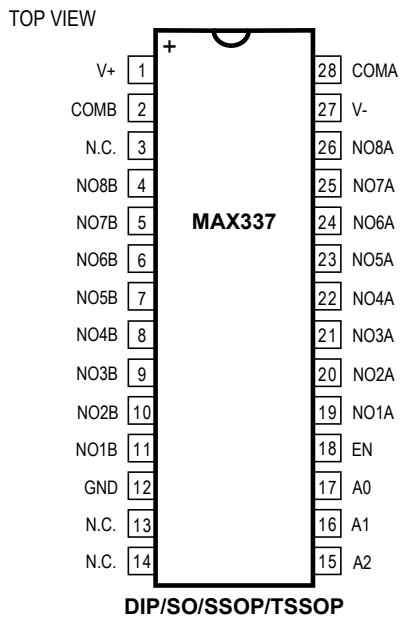 TOP VIEW
+
V+ 1 28 COMA
COMB 2 27 V-
N.C. 3 26 NO8A
NO8B 4 25 NO7A
NO7B 5 MAX337 24 NO6A
NO6B 6 23 NO5A
NO5B 7 22 NO4A
NO4B 8 21 NO3A
NO3B 9 20 NO2A
NO2B 10 19 NO1A
NO1B 11 18 EN
GND 12 17 A0
N.C. 13 16 A1
N.C. 14 15 A2
DIP/SO/SSOP/TSSOP